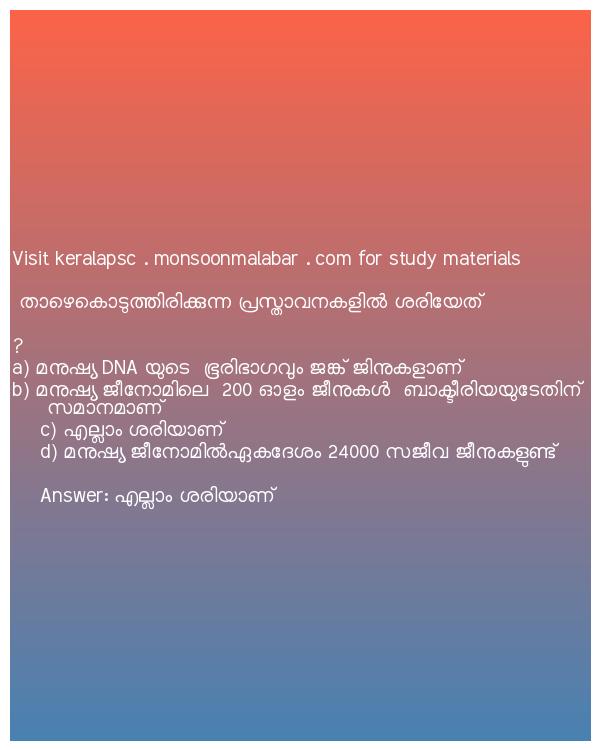 Visit keralapsc . monsoonmalabar . com for study materials
താഴെകൊടുത്തിരിക്കുന്ന പ്രസ്താവനകളിൽ ശരിയേത്
?
a) മനുഷ്യ DNA യുടെ ഭൂരിഭാഗവും ജങ്ക് ജിനുകളാണ്
b) മനുഷ്യ ജീനോമിലെ 200 ഓളം ജീനുകൾ ബാക്ടീരിയയുടേതിന്
സമാനമാണ്
c) എല്ലാം ശരിയാണ്
d) മനുഷ്യ ജീനോമിൽഏകദേശം 24000 സജീവ ജീനുകളുണ്ട്
Answer: എല്ലാം ശരിയാണ്